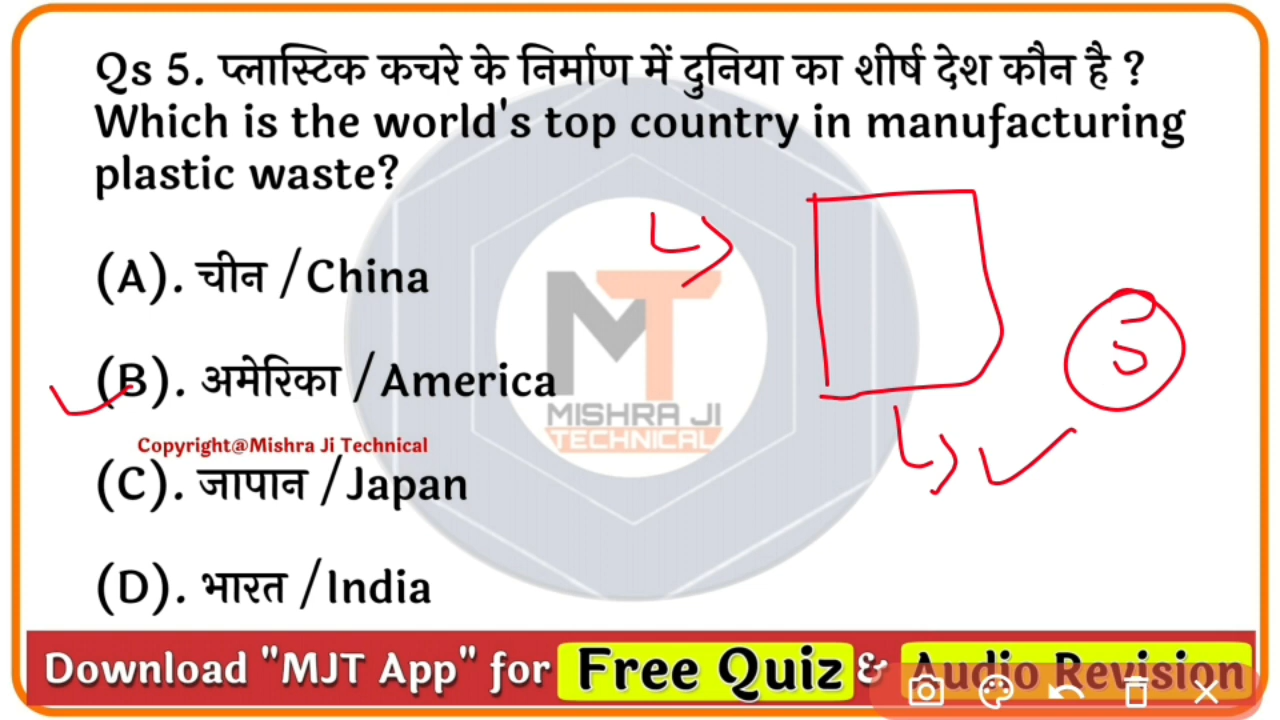 Qs 5. प्लास्टिक कचरे के निर्माण में दुनिया का शीर्ष देश कौन है ?
Which is the world's top country in manufacturing
plastic waste?
(A). चीन / China
(B). अमेरिका / America
MISHRA JI
TECHNICAL
Copyright@Mishra Ji Technical
(C). जापान / Japan
(D). भारत / India
Download "MJT App" for Free Quiz & Audio Revision